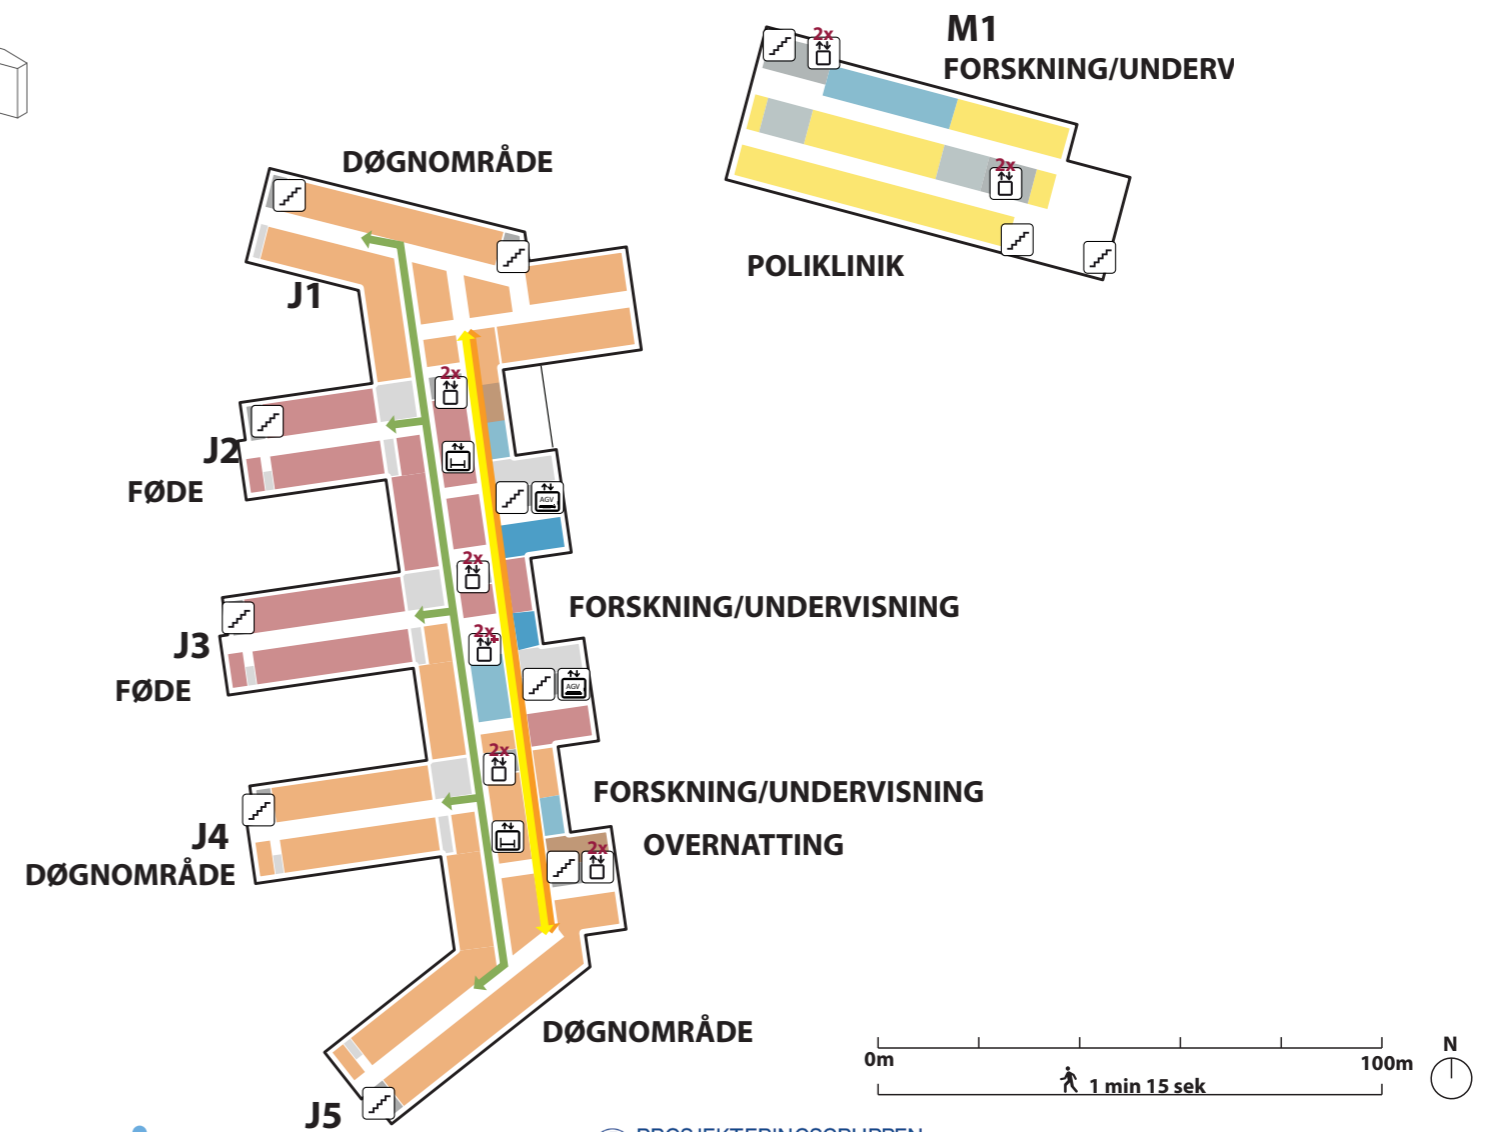 M1
FORSKNING/UNDERV
2x
2x
POLIKLINIK
DØGNOMRÅDE
J1
2x
J2
FØDE
AGV
2x
FORSKNING/UNDERVISNING
2x
J3
FØDE
AGV
2x
FORSKNING/UNDERVISNING
J4
DØGNOMRÅDE
OVERNATTING
2x
DØGNOMRÅDE
J5
0m
100m
1 min 15 sek
N
PROSJEKTERINGSGRUPPEN